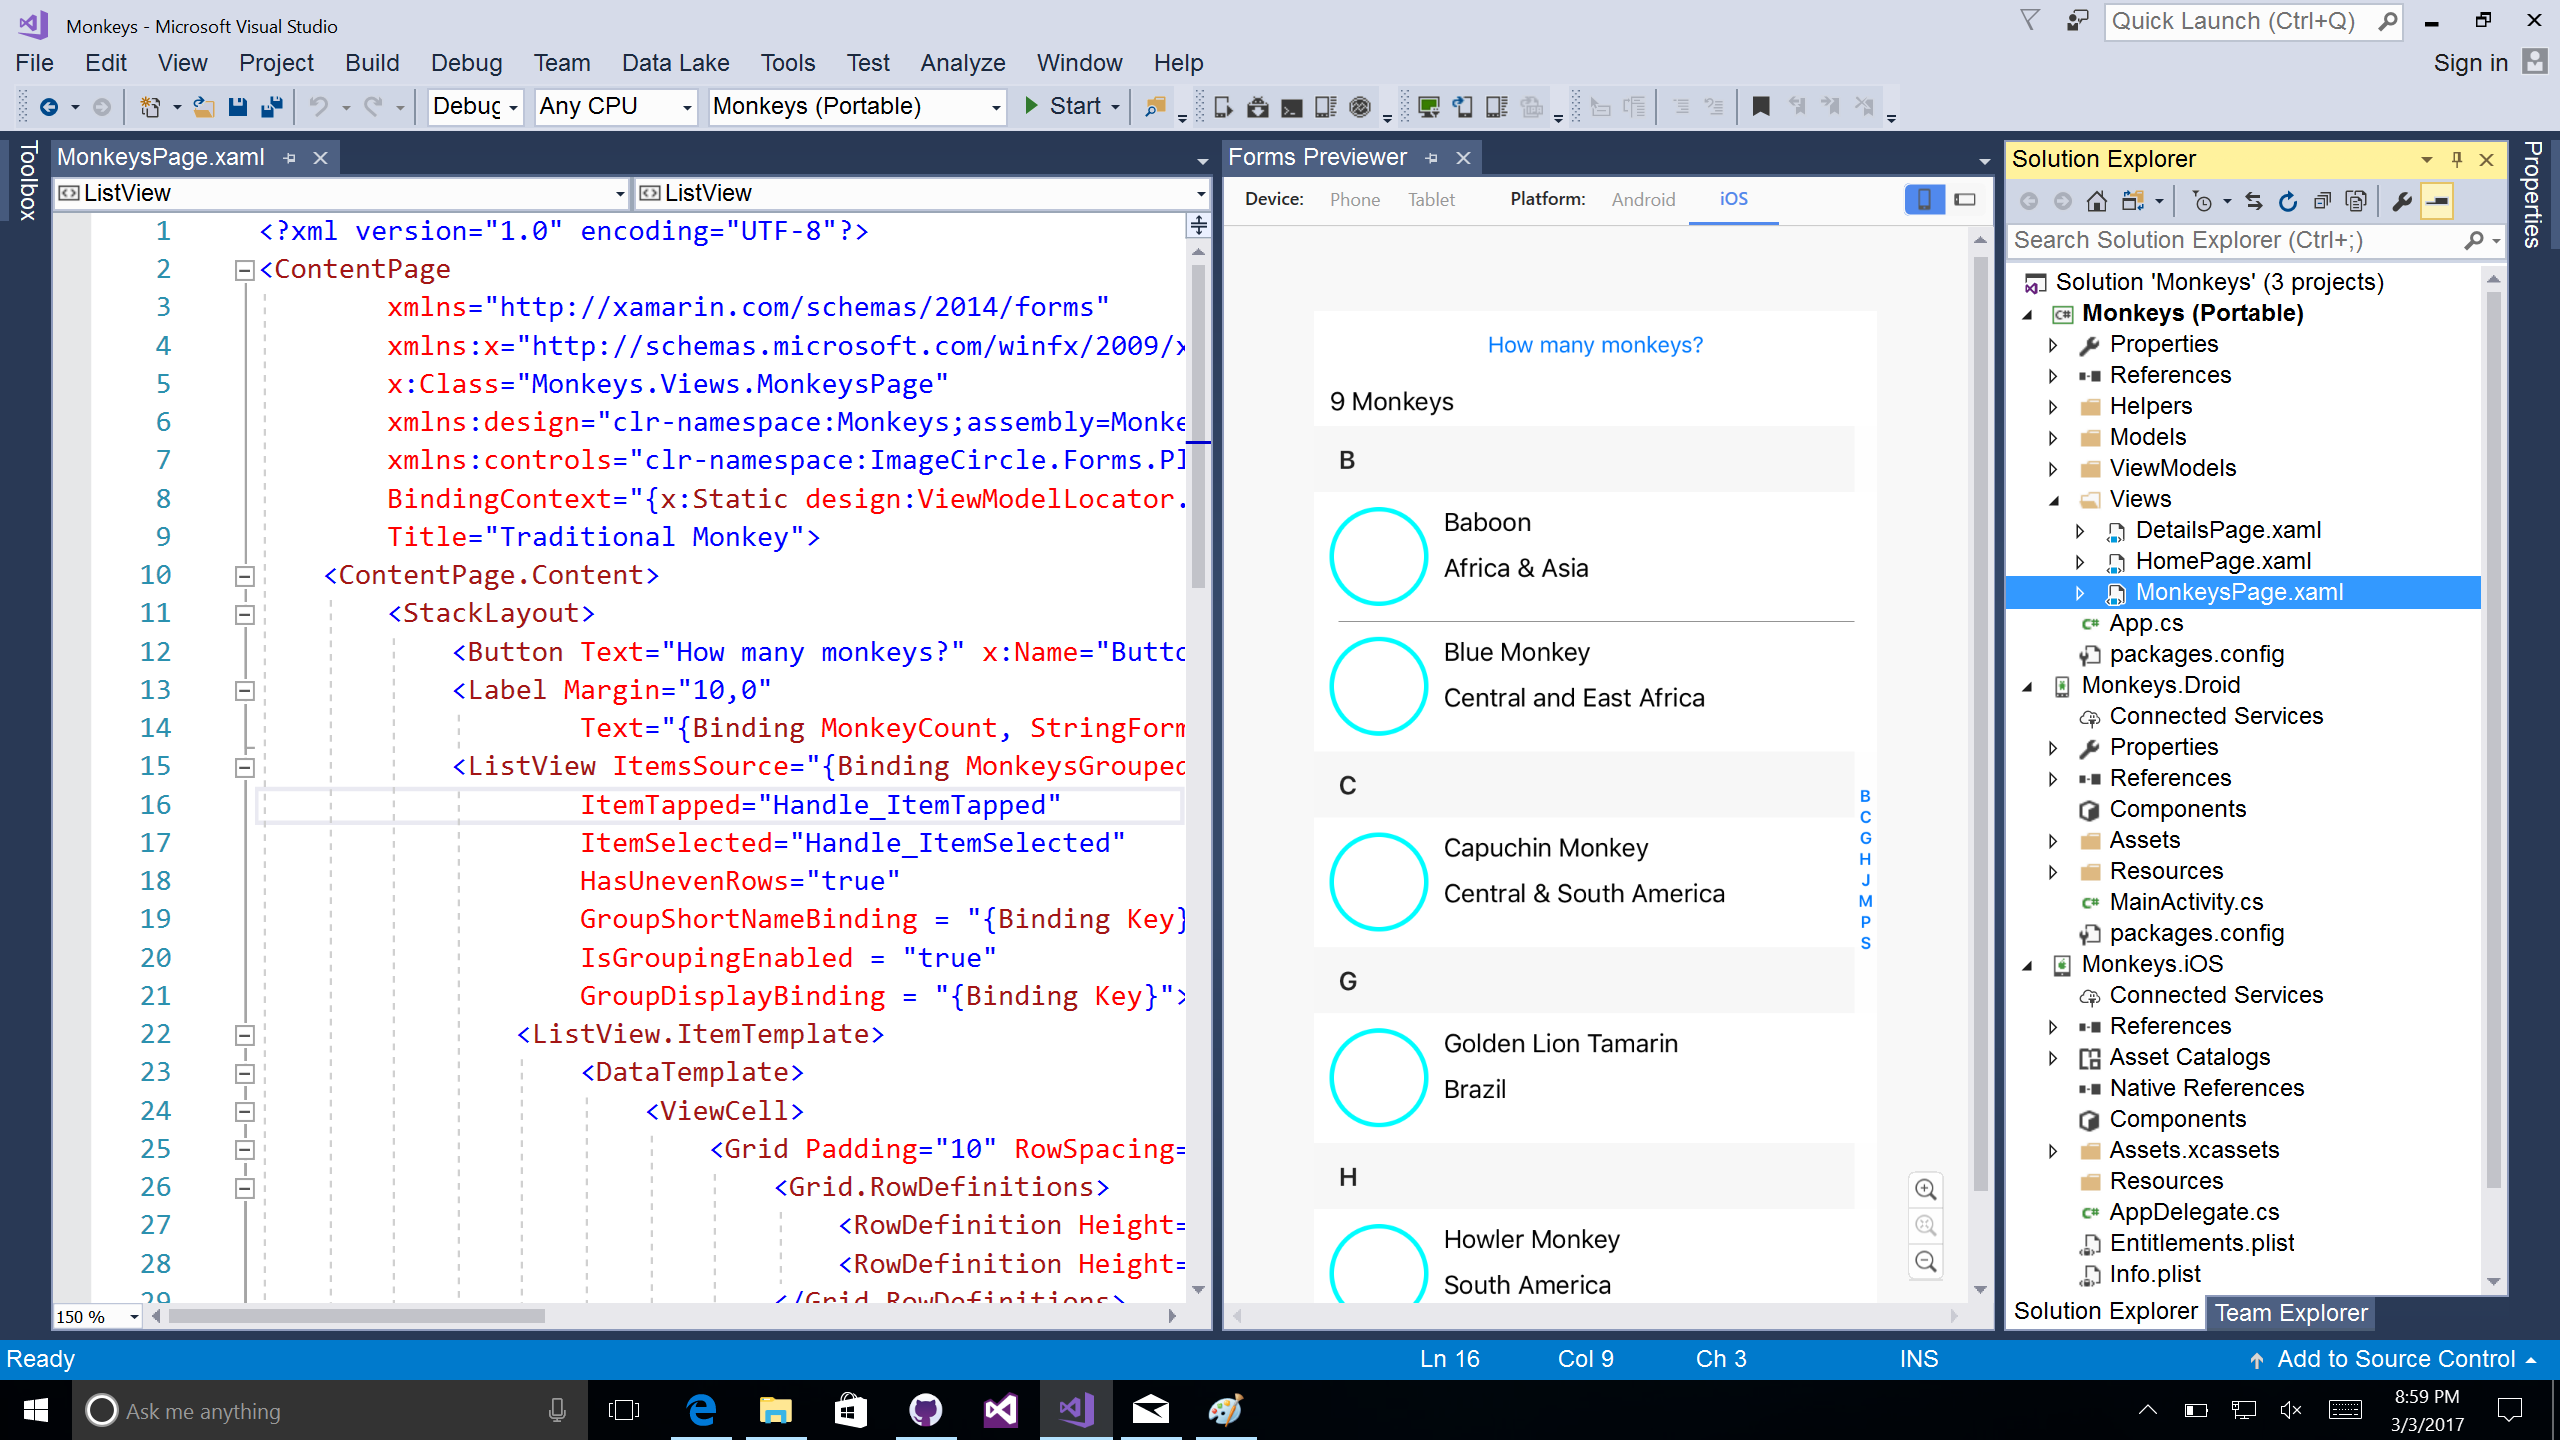 Monkeys - Microsoft Visual Studio
Quick Launch (Ctrl+Q)
File Edit View Project Build Debug Team Data Lake Tools Test Analyze Window Help
Sign in
Debug Any CPU Monkeys (Portable) Start
Toolbox
MonkeysPage.xaml
ListView ListView
1 <?xml version="1.0" encoding="UTF-8"?>
2 <ContentPage
3 xmlns="http://xamarin.com/schemas/2014/forms"
4 xmlns:x="http://schemas.microsoft.com/winfx/2009/x
5 x:Class="Monkeys.Views.MonkeysPage"
6 xmlns:design="clr-namespace:Monkeys;assembly=Monke
7 xmlns:controls="clr-namespace:ImageCircle.Forms.Pl
8 BindingContext="{x:Static design:ViewModelLocator.
9 Title="Traditional Monkey">
10 <ContentPage.Content>
11 <StackLayout>
12 <Button Text="How many monkeys?" x:Name="Butto
13 <Label Margin="10,0"
14 Text="{Binding MonkeyCount, StringForm
15 <ListView ItemsSource="{Binding MonkeysGrouped
16 ItemTapped="Handle_ItemTapped"
17 ItemSelected="Handle_ItemSelected"
18 HasUnevenRows="true"
19 GroupShortNameBinding = "{Binding Key}
20 IsGroupingEnabled = "true"
21 GroupDisplayBinding = "{Binding Key}">
22 <ListView.ItemTemplate>
23 <DataTemplate>
24 <ViewCell>
25 <Grid Padding="10" RowSpacing=
26 <Grid.RowDefinitions>
27 <RowDefinition Height=
28 <RowDefinition Height=
29 </Grid.RowDefinitions>
150 %
Forms Previewer
Device: Phone Tablet Platform: Android iOS
How many monkeys?
9 Monkeys
B
Baboon
Africa & Asia
Blue Monkey
Central and East Africa
C
Capuchin Monkey
Central & South America
G
Golden Lion Tamarin
Brazil
H
Howler Monkey
South America
B
C
G
H
J
M
P
S
Solution Explorer
Search Solution Explorer (Ctrl+;)
Solution 'Monkeys' (3 projects)
Monkeys (Portable)
Properties
References
Helpers
Models
ViewModels
Views
DetailsPage.xaml
HomePage.xaml
MonkeysPage.xaml
App.cs
packages.config
Monkeys.Droid
Connected Services
Properties
References
Components
Assets
Resources
MainActivity.cs
packages.config
Monkeys.iOS
Connected Services
References
Asset Catalogs
Native References
Components
Assets.xcassets
Resources
AppDelegate.cs
Entitlements.plist
Info.plist
Solution Explorer Team Explorer
Properties
Ready Ln 16 Col 9 Ch 3 INS Add to Source Control
Ask me anything
8:59 PM
3/3/2017